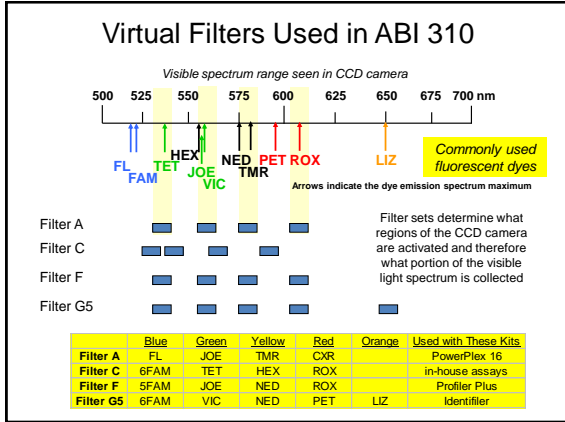 Virtual Filters Used in ABI 310
Visible spectrum range seen in CCD camera
500 525 550 575 600 625 650 675 700 nm
FL FAM TET HEX JOE VIC NED TMR PET ROX LIZ
Commonly used
fluorescent dyes
Arrows indicate the dye emission spectrum maximum
Filter A
Filter C
Filter F
Filter G5
Filter sets determine what
regions of the CCD camera
are activated and therefore
what portion of the visible
light spectrum is collected
Blue Green Yellow Red Orange Used with These Kits
Filter A FL JOE TMR CXR PowerPlex 16
Filter C 6FAM TET HEX ROX in-house assays
Filter F 5FAM JOE NED ROX Profiler Plus
Filter G5 6FAM VIC NED PET LIZ Identifiler